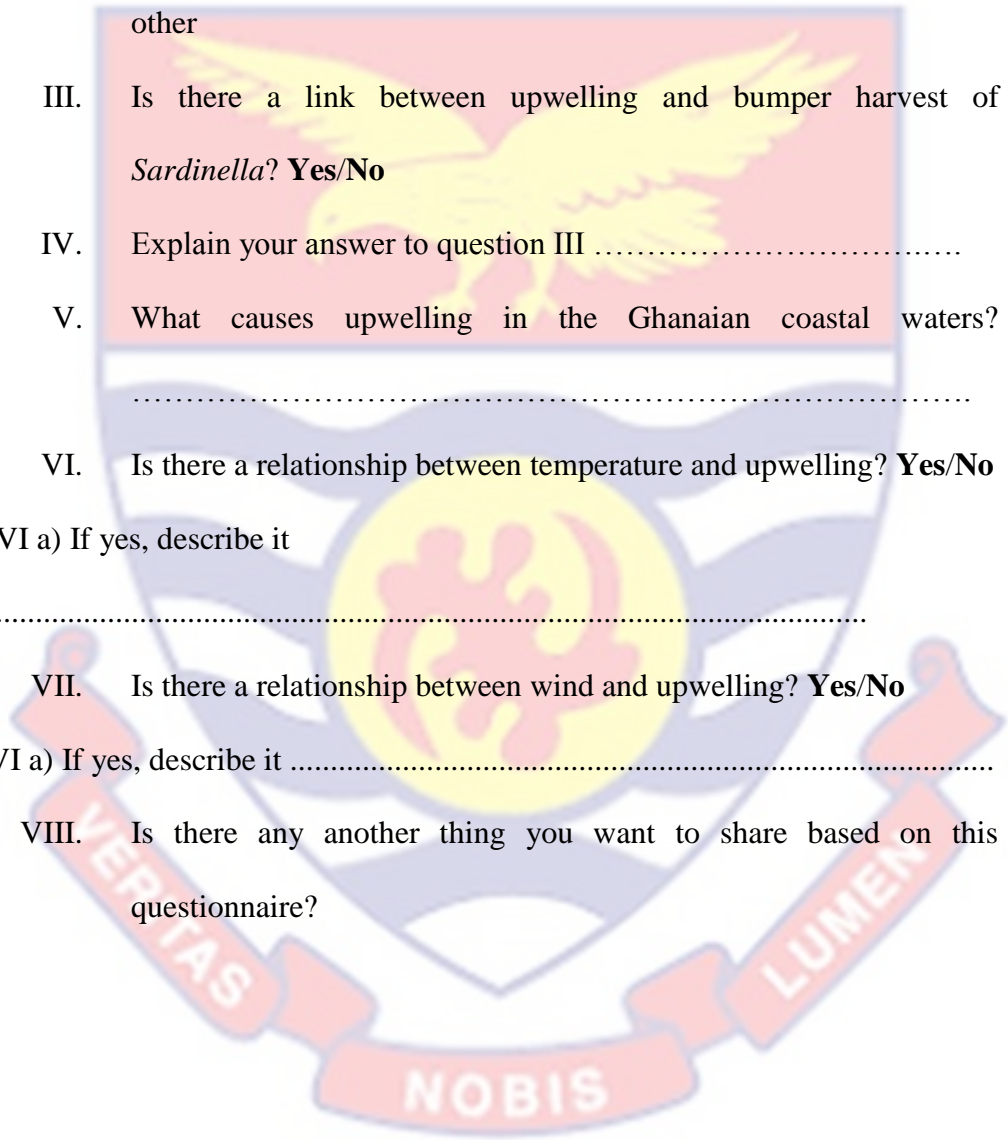 other
III. Is there a link between upwelling and bumper harvest of
Sardinella? Yes/No
IV. Explain your answer to question III ……………………………..….
V. What causes upwelling in the Ghanaian coastal waters?
……………………………………………………………………….
VI. Is there a relationship between temperature and upwelling? Yes/No
VI a) If yes, describe it
...............................................................................................
VII. Is there a relationship between wind and upwelling? Yes/No
VI a) If yes, describe it ..........................................................................
VIII. Is there any another thing you want to share based on this
questionnaire?
VERITAS
NOBIS
LUMEN